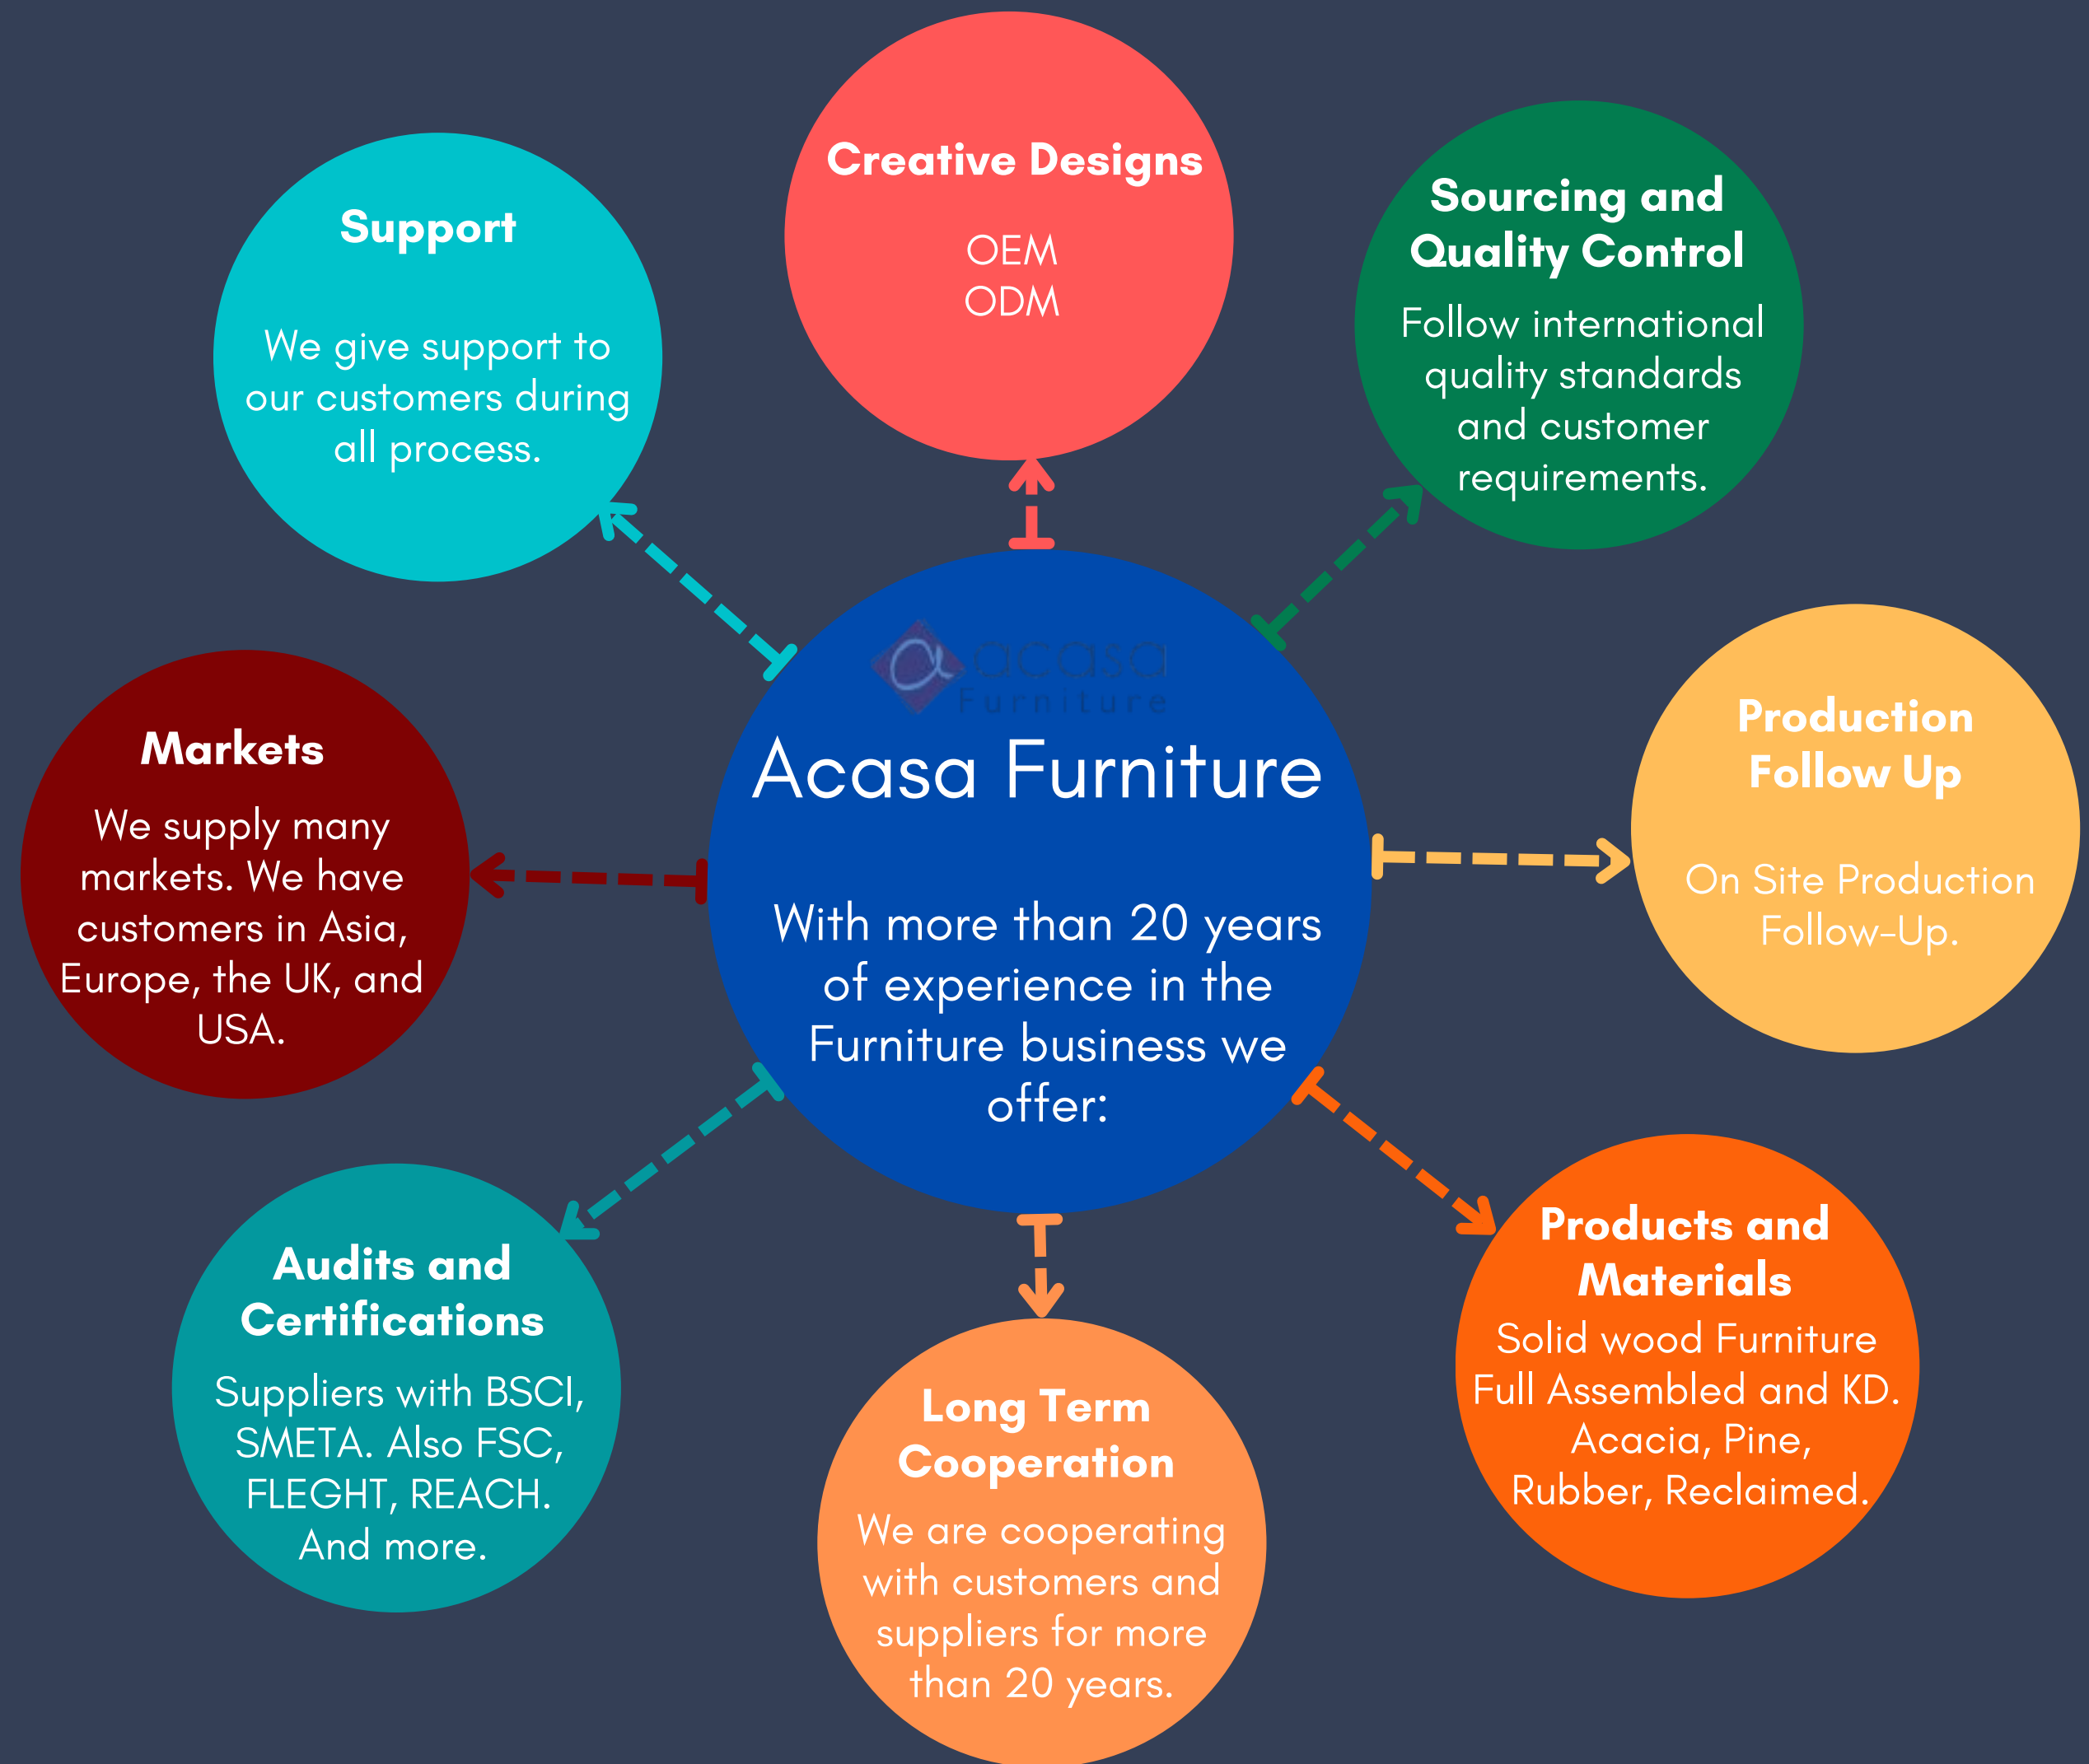 Creative Designs
OEM
ODM
Sourcing and
Quality Control
Follow international
quality standards
and customer
requirements.
Support
We give support to
our customers during
all process.
acasa
Furniture
Acasa Furniture
With more than 20 years
of experience in the
Furniture business we
offer:
Production
Follow Up
On Site Production
Follow-Up.
Markets
We supply many
markets. We have
customers in Asia,
Europe, the UK, and
USA.
Products and
Materials
Solid wood Furniture
Full Assembled and KD.
Acacia, Pine,
Rubber, Reclaimed.
Audits and
Certifications
Suppliers with BSCI,
SMETA. Also FSC,
FLEGHT, REACH.
And more.
Long Term
Cooperation
We are cooperating
with customers and
suppliers for more
than 20 years.